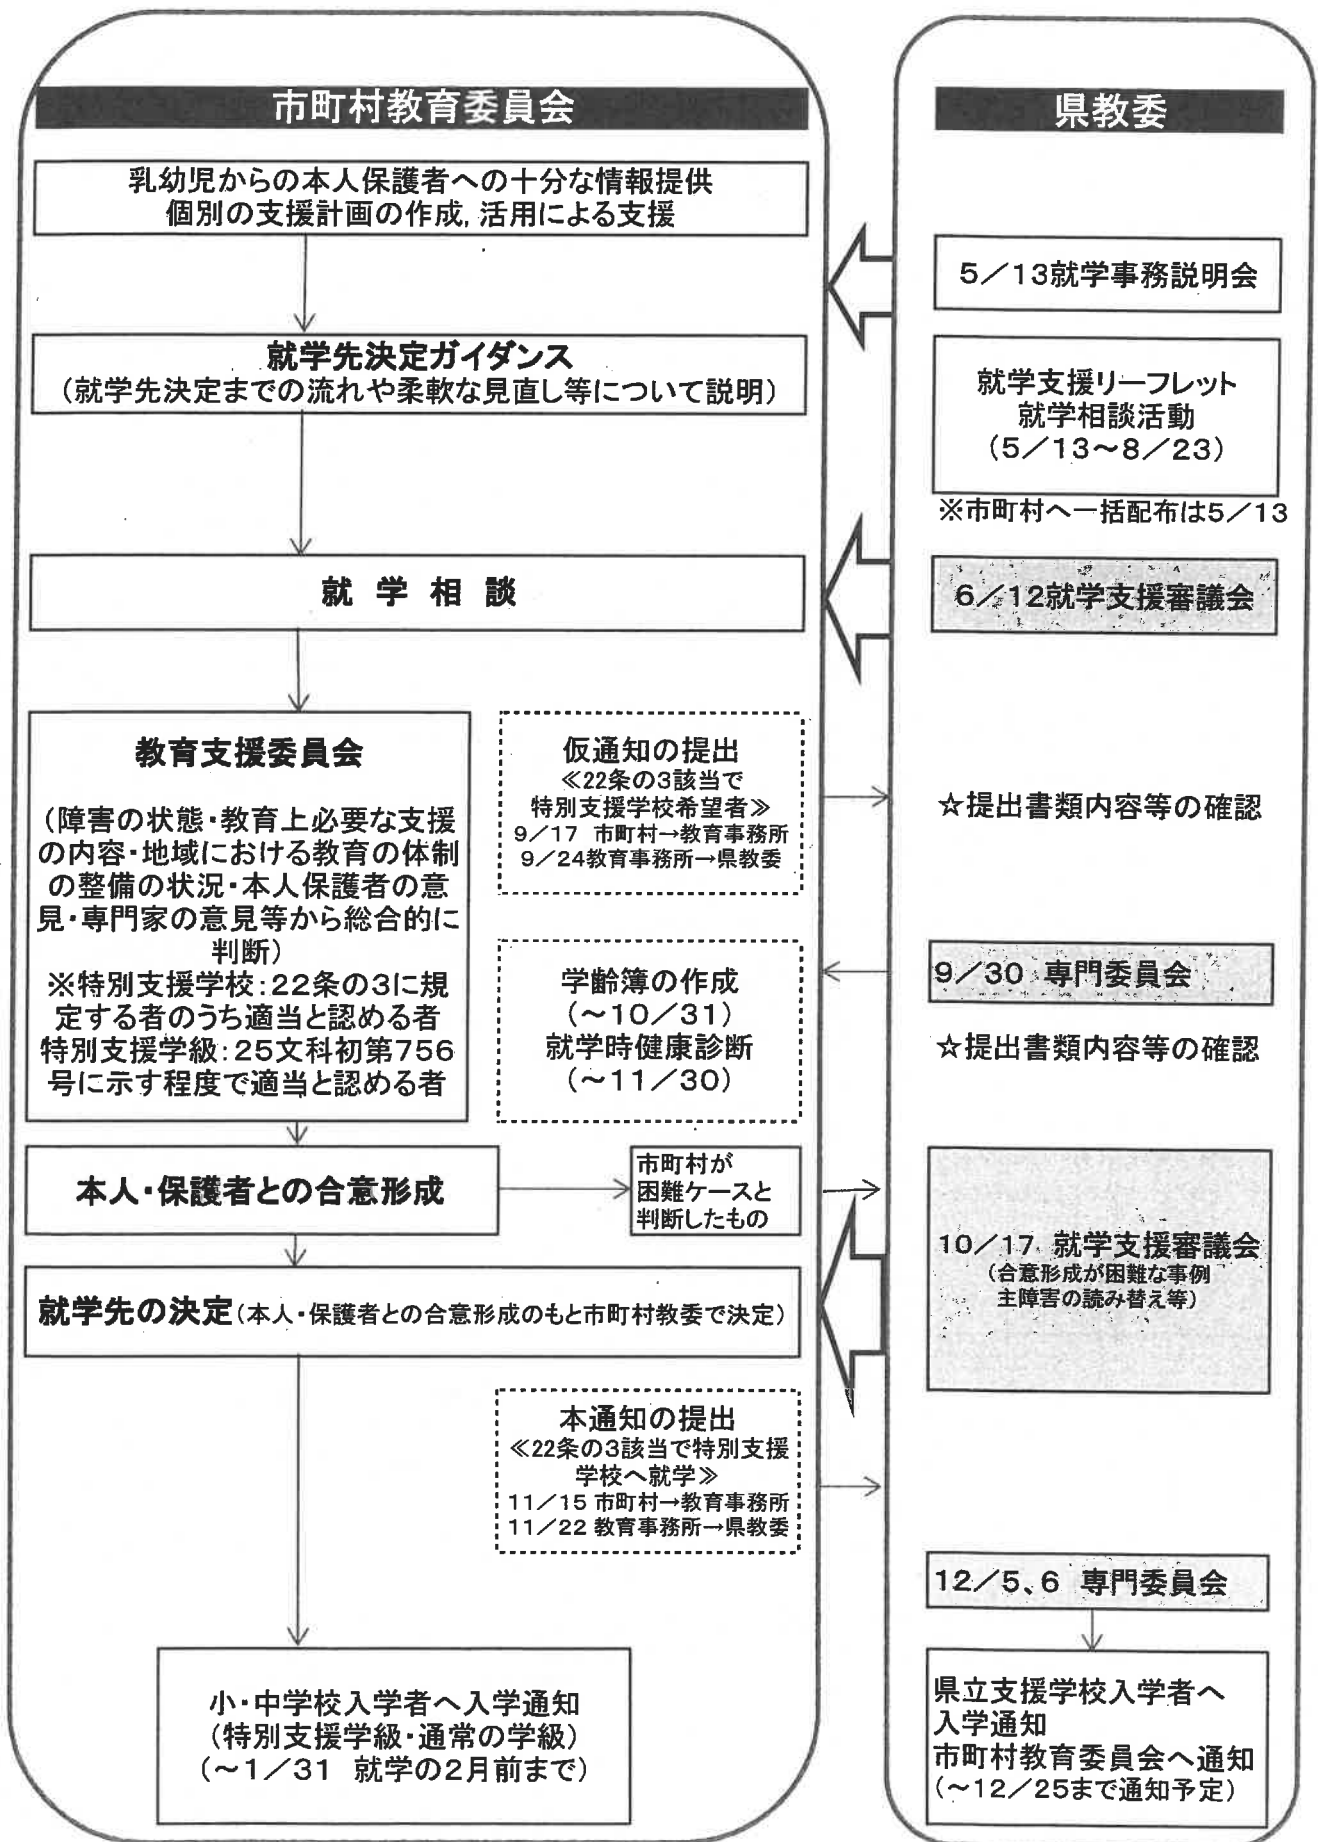 市町村教育委員会
乳幼児からの本人保護者への十分な情報提供
個別の支援計画の作成, 活用による支援
就学先決定ガイダンス
(就学先決定までの流れや柔軟な見直し等について説明)
就 学 相 談
教育支援委員会
(障害の状態・教育上必要な支援
の内容・地域における教育の体制
の整備の状況・本人保護者の意
見・専門家の意見等から総合的に
判断)
※特別支援学校:22条の3に規
定する者のうち適当と認める者
特別支援学級:25文科初第756
号に示す程度で適当と認める者
仮通知の提出
≪22条の3該当で
特別支援学校希望者≫
9/17 市町村→教育事務所
9/24教育事務所→県教委
学齢簿の作成
(~10/31)
就学時健康診断
(~11/30)
本人・保護者との合意形成
市町村が
困難ケースと
判断したもの
就学先の決定(本人・保護者との合意形成のもと市町村教委で決定)
本通知の提出
≪22条の3該当で特別支援
学校へ就学≫
11/15 市町村→教育事務所
11/22 教育事務所→県教委
小・中学校入学者へ入学通知
(特別支援学級・通常の学級)
(~1/31 就学の2月前まで)
県教委
5/13就学事務説明会
就学支援リーフレット
就学相談活動
(5/13~8/23)
※市町村へ一括配布は5/13
6/12就学支援審議会
☆提出書類内容等の確認
9/30 専門委員会
☆提出書類内容等の確認
10/17 就学支援審議会
(合意形成が困難な事例
主障害の読み替え等)
12/5、6 専門委員会
県立支援学校入学者へ
入学通知
市町村教育委員会へ通知
(~12/25まで通知予定)